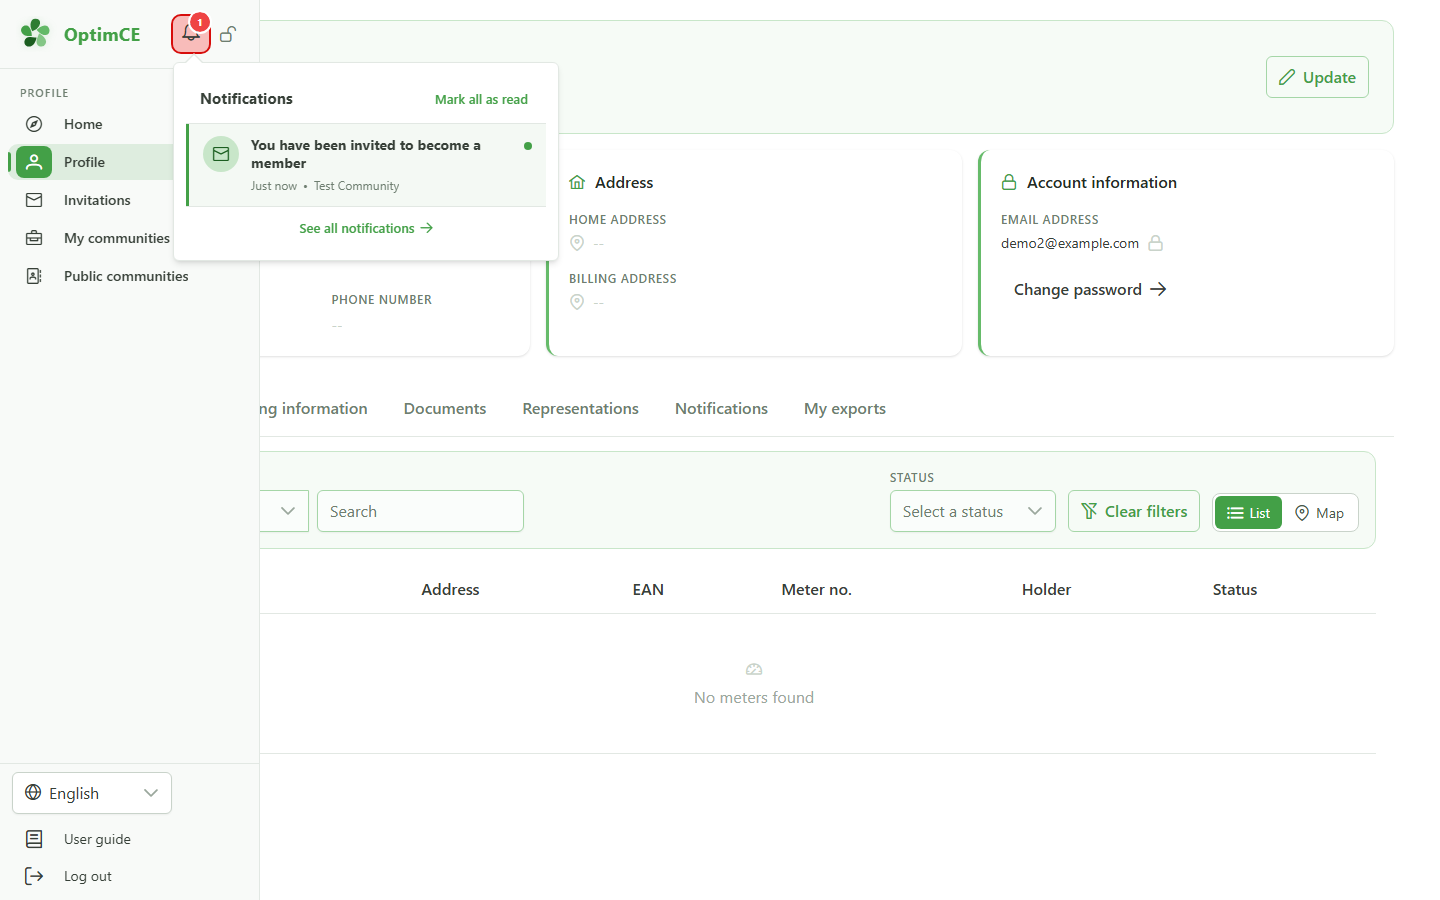 OptimCE
1
PROFILE
Home
Profile
Invitations
My communities
Public communities
Notifications
Mark all as read
You have been invited to become a
member
Just now • Test Community
See all notifications
Update
PHONE NUMBER
--
Address
HOME ADDRESS
--
BILLING ADDRESS
--
Account information
EMAIL ADDRESS
demo2@example.com
Change password
ng information
Documents
Representations
Notifications
My exports
Search
STATUS
Select a status
Clear filters
List
Map
Address
EAN
Meter no.
Holder
Status
No meters found
English
User guide
Log out